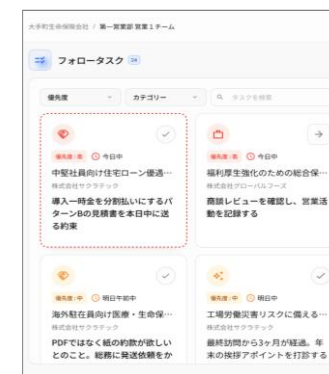 大手町生命保険会社 / 第一営業部 営業1チーム
フォロータスク 24
優先度
カテゴリー
タスクを検索
優先度: 高 今日中
中堅社員向け住宅ローン優遇…
株式会社サクラテック
導入一時金を分割払いにするパ
ターンBの見積書を本日中に送
る約束
優先度: 高 今日中
福利厚生強化のための総合保…
株式会社グローバルフーズ
商談レビューを確認し、営業活
動を記録する
優先度: 中 明日午前中
海外駐在員向け医療・生命保…
株式会社サクラテック
PDFではなく紙の約款が欲しい
とのこと。総務に発送依頼をか
優先度: 中 明日中
工場労働災害リスクに備える…
株式会社サクラテック
最終訪問から3ヶ月が経過。年
末の挨拶アポイントを打診する